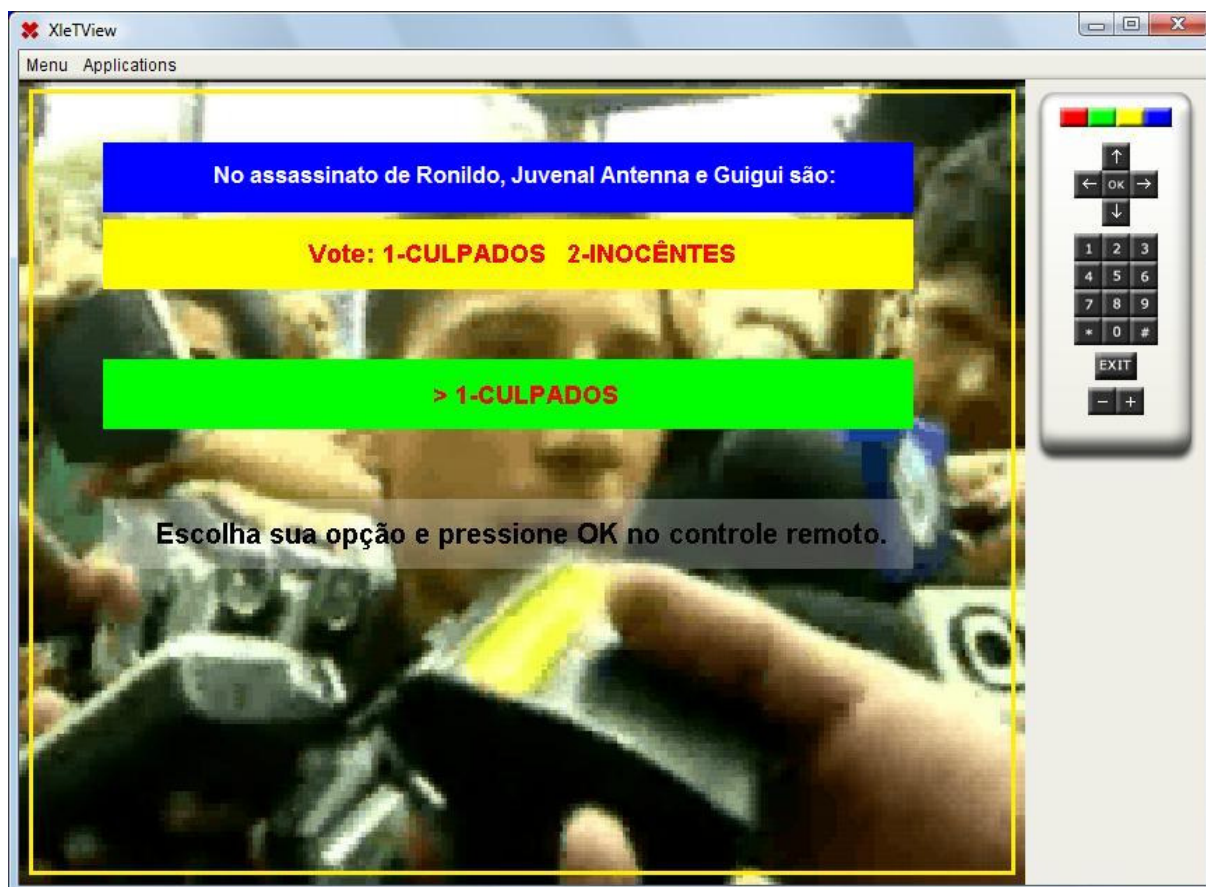 XleTView
Menu Applications
No assassinato de Ronildo, Juvenal Antenna e Guigui são:
Vote: 1-CULPADOS 2-INOCÊNTES
> 1-CULPADOS
Escolha sua opção e pressione OK no controle remoto.
↑
← OK →
↓
1 2 3
4 5 6
7 8 9
* 0 #
EXIT
- +